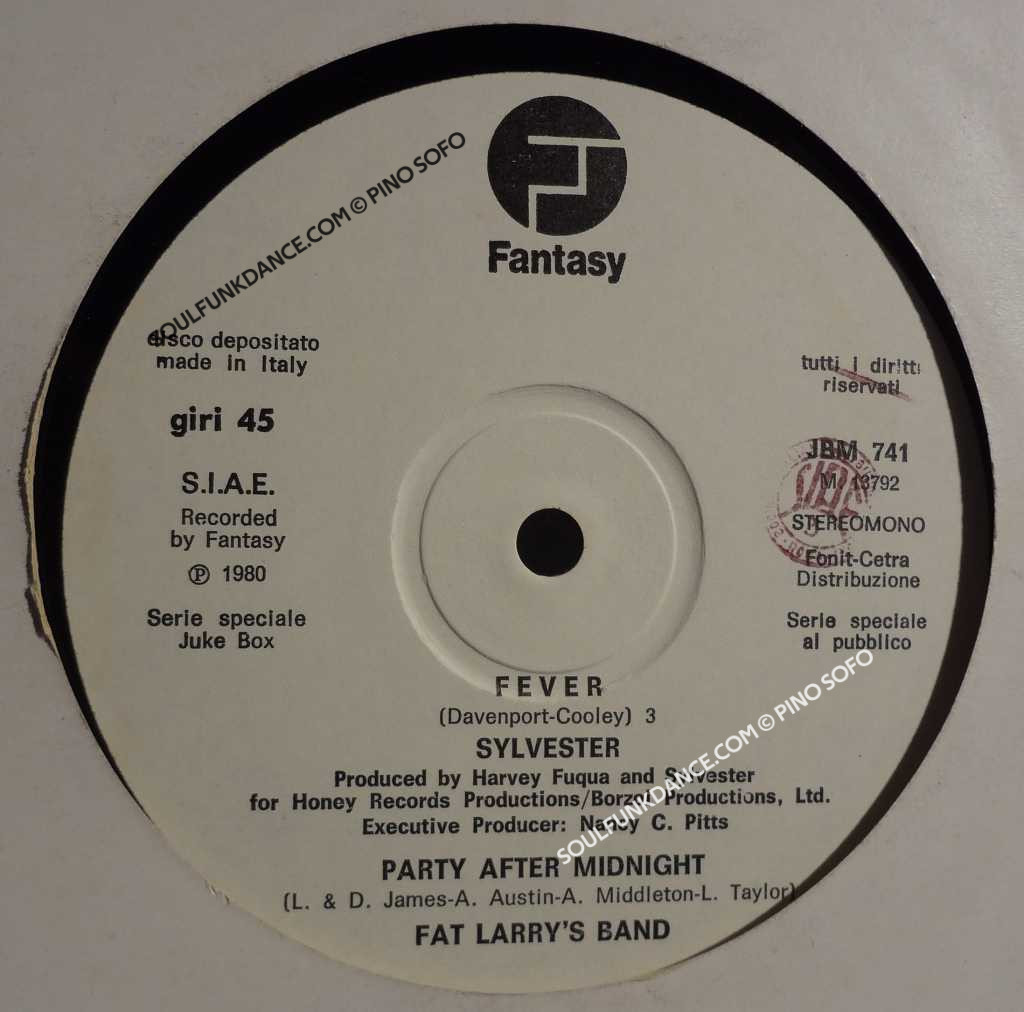 Fantasy
SOULFUNKDANCE.COM © PINO SOFO
disco depositato
made in Italy
giri 45
S.I.A.E.
Recorded
by Fantasy
Ⓟ 1980
Serie speciale
Juke Box
tutti i diritti
riservati
JBM 741
M. 13792
STEREOMONO
Fonit-Cetra
Distribuzione
Serie speciale
al pubblico
FEVER
(Davenport-Cooley) 3
SYLVESTER
Produced by Harvey Fuqua and Sylvester
for Honey Records Productions/Borzoi Productions, Ltd.
Executive Producer: Nancy C. Pitts
SOULFUNKDANCE.COM © PINO SOFO
PARTY AFTER MIDNIGHT
(L. & D. James-A. Austin-A. Middleton-L. Taylor)
FAT LARRY'S BAND